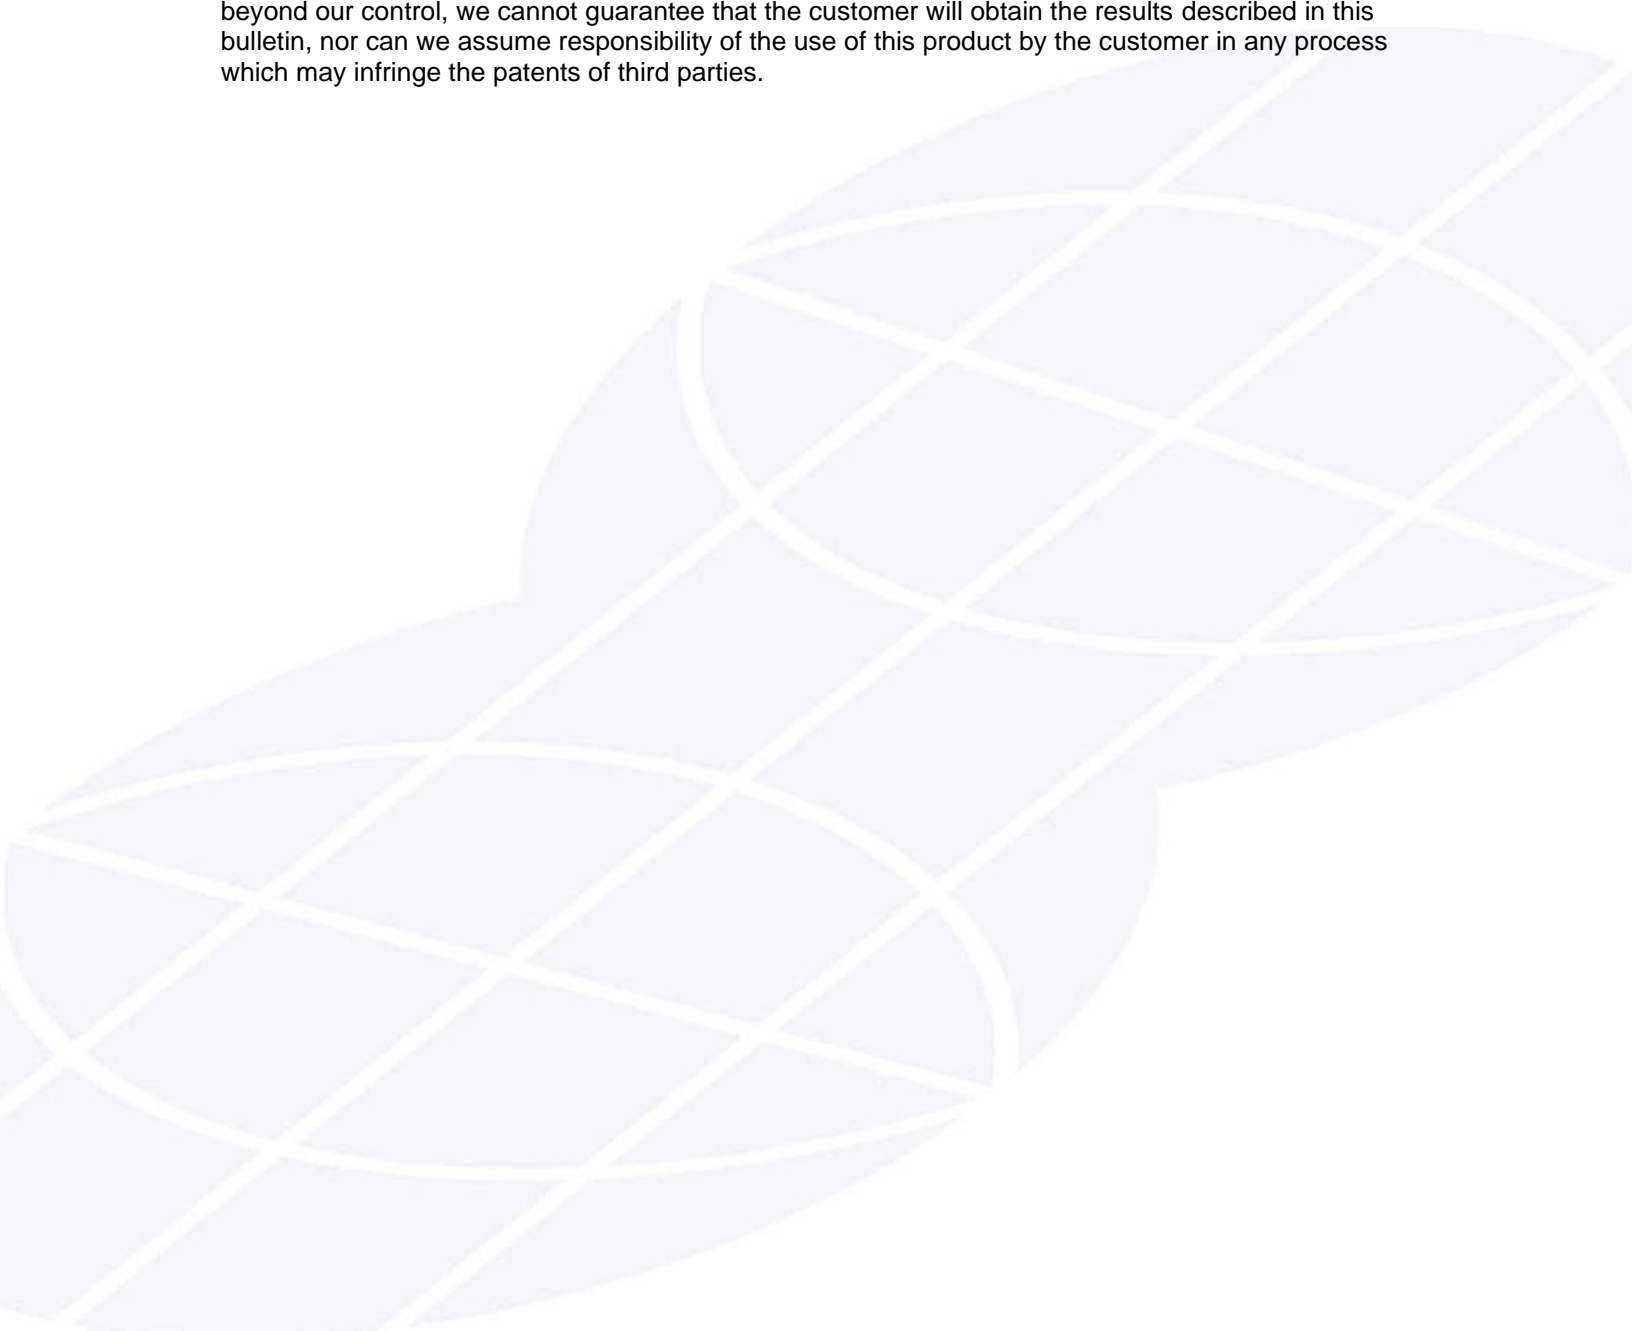 beyond our control, we cannot guarantee that the customer will obtain the results described in this
bulletin, nor can we assume responsibility of the use of this product by the customer in any process
which may infringe the patents of third parties.